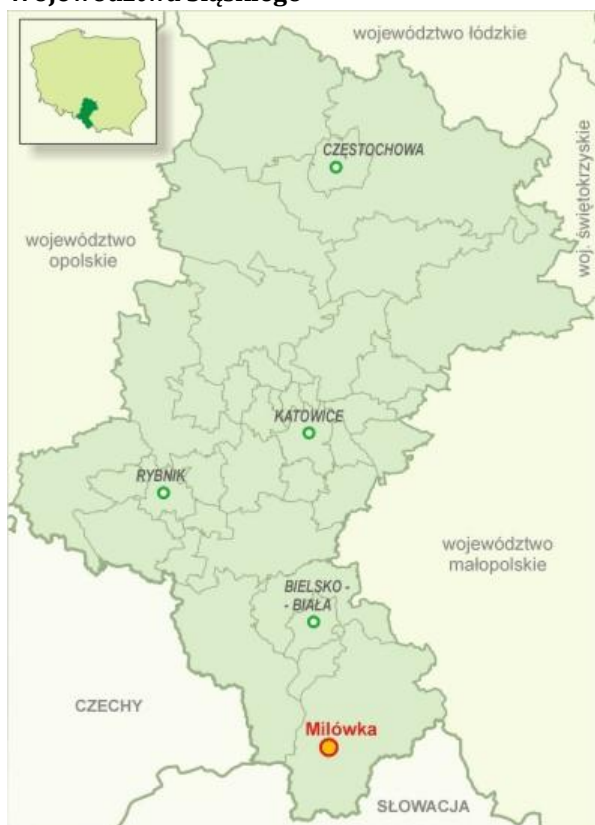 województwo łódzkie
CZĘSTOCHOWA
woj. świętokrzyskie
województwo
opolskie
KATOWICE
RYBNIK
województwo
małopolskie
BIELSKO -
- BIAŁA
CZECHY
Milówka
SŁOWACJA